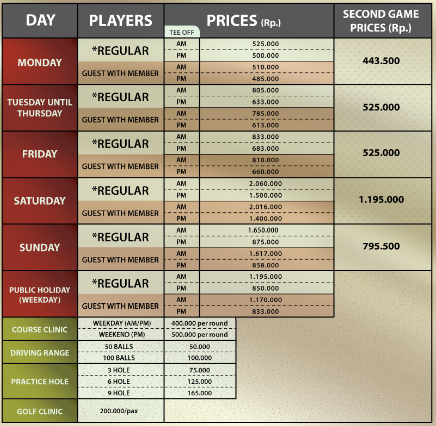 DAY PLAYERS PRICES (Rp.) SECOND GAME PRICES (Rp.)
TEE OFF
MONDAY *REGULAR AM 525.000 443.500
PM 500.000
GUEST WITH MEMBER AM 510.000
PM 485.000
TUESDAY UNTIL THURSDAY *REGULAR AM 805.000 525.000
PM 633.000
GUEST WITH MEMBER AM 785.000
PM 613.000
FRIDAY *REGULAR AM 833.000 525.000
PM 683.000
GUEST WITH MEMBER AM 810.000
PM 660.000
SATURDAY *REGULAR AM 2.060.000 1.195.000
PM 1.500.000
GUEST WITH MEMBER AM 2.016.000
PM 1.400.000
SUNDAY *REGULAR AM 1.650.000 795.500
PM 875.000
GUEST WITH MEMBER AM 1.617.000
PM 858.000
PUBLIC HOLIDAY (WEEKDAY) *REGULAR AM 1.195.000
PM 850.000
GUEST WITH MEMBER AM 1.170.000
PM 833.000
COURSE CLINIC WEEKDAY (AM/PM) 400.000 per round
WEEKEND (PM) 500.000 per round
DRIVING RANGE 50 BALLS 50.000
100 BALLS 100.000
PRACTICE HOLE 3 HOLE 75.000
6 HOLE 125.000
9 HOLE 165.000
GOLF CLINIC 200.000/pax